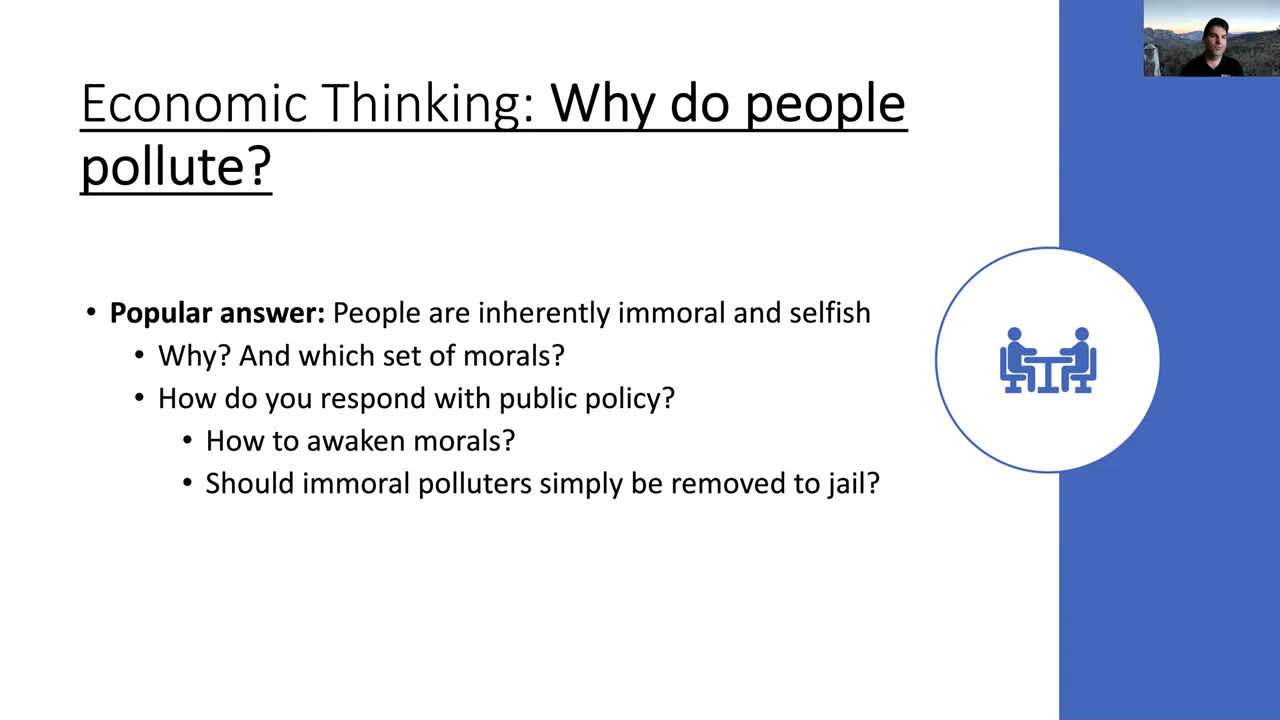 Economic Thinking: Why do people
pollute?
• Popular answer: People are inherently immoral and selfish
• Why? And which set of morals?
• How do you respond with public policy?
• How to awaken morals?
• Should immoral polluters simply be removed to jail?